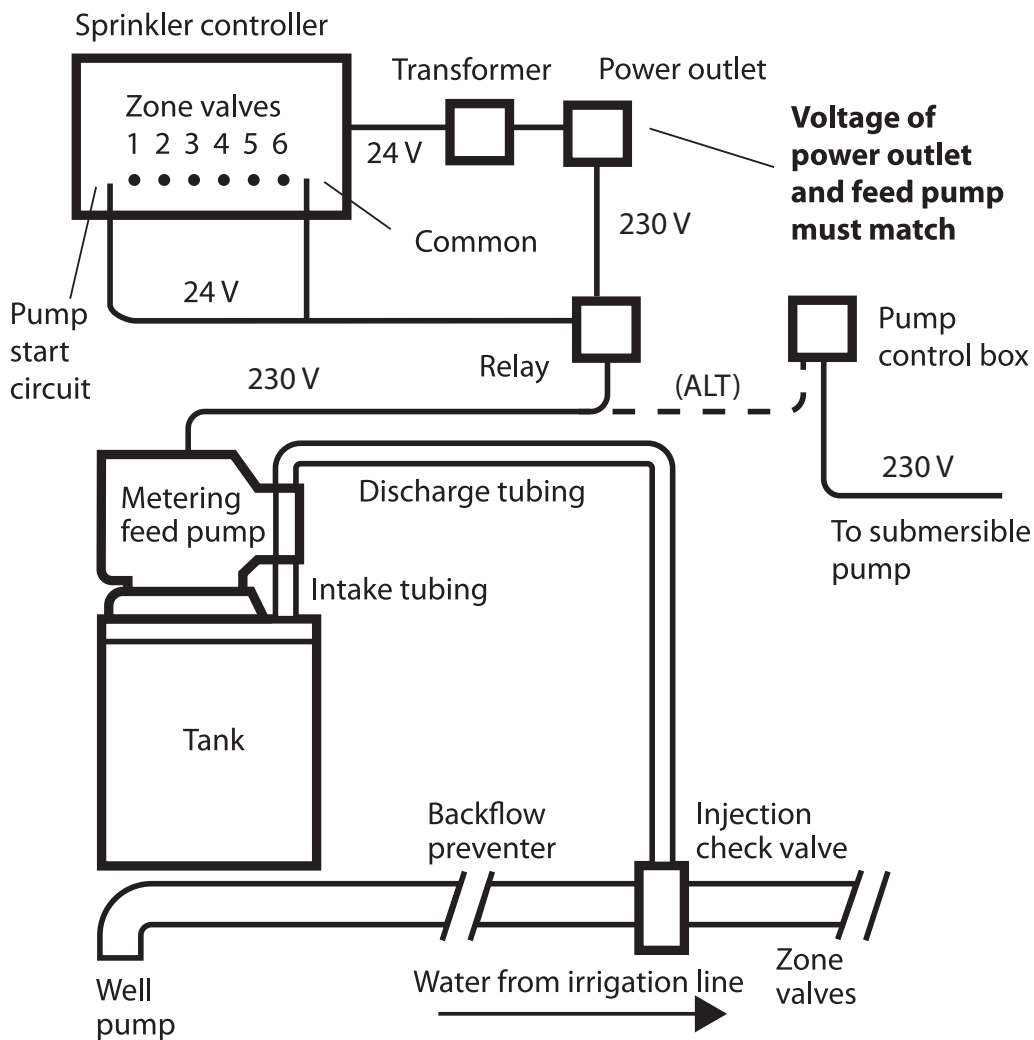 Sprinkler controller
Zone valves
1 2 3 4 5 6
Transformer
Power outlet
24 V
Voltage of
power outlet
and feed pump
must match
230 V
Common
24 V
Pump
start
circuit
Relay
Pump
control box
230 V
(ALT)
230 V
To submersible
pump
Metering
feed pump
Discharge tubing
Intake tubing
Tank
Backflow
preventer
Injection
check valve
Well
pump
Water from irrigation line
Zone
valves